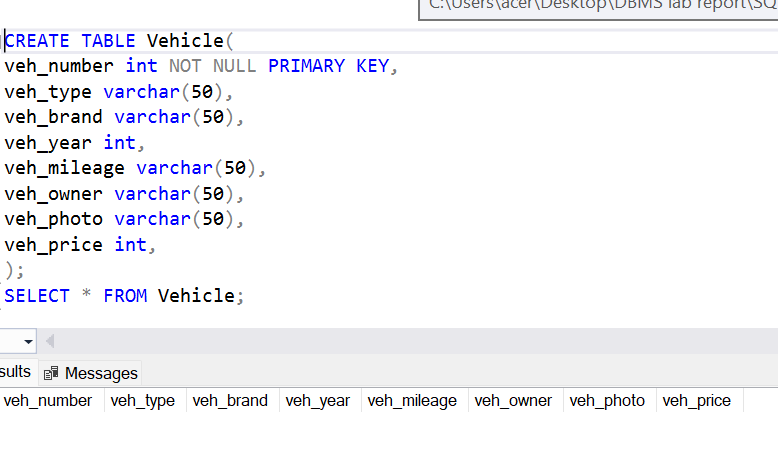 C:\Users\acer\Desktop\DBMS lab report\SQ
CREATE TABLE Vehicle(
veh_number int NOT NULL PRIMARY KEY,
veh_type varchar(50),
veh_brand varchar(50),
veh_year int,
veh_mileage varchar(50),
veh_owner varchar(50),
veh_photo varchar(50),
veh_price int,
);
SELECT * FROM Vehicle;
sults Messages
veh_number veh_type veh_brand veh_year veh_mileage veh_owner veh_photo veh_price